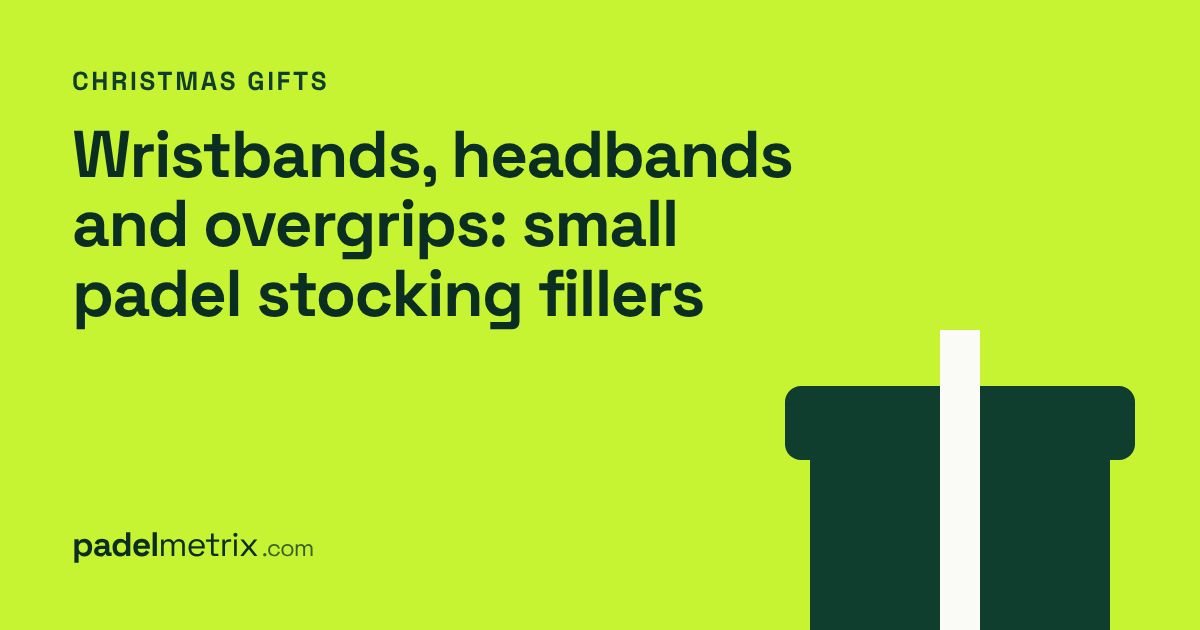 CHRISTMAS GIFTS
Wristbands, headbands
and overgrips: small
padel stocking fillers
padelmetrix.com